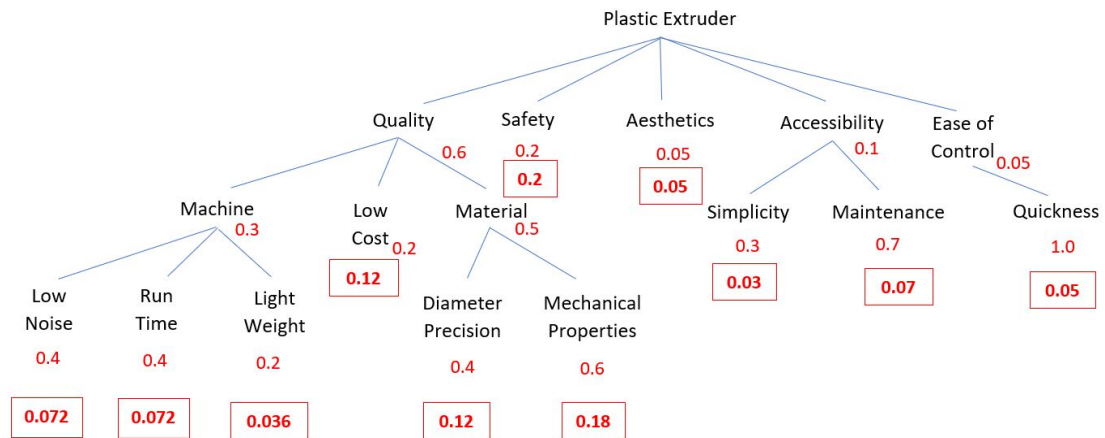 Plastic Extruder
Quality
Safety
Aesthetics
Accessibility
Ease of
Control
0.6
0.2
0.05
0.1
0.05
0.2
0.05
Machine
Low
Cost
Material
Simplicity
Maintenance
Quickness
0.3
0.2
0.5
0.3
0.7
1.0
0.12
0.03
0.07
0.05
Low
Noise
Run
Time
Light
Weight
Diameter
Precision
Mechanical
Properties
0.4
0.4
0.2
0.4
0.6
0.072
0.072
0.036
0.12
0.18